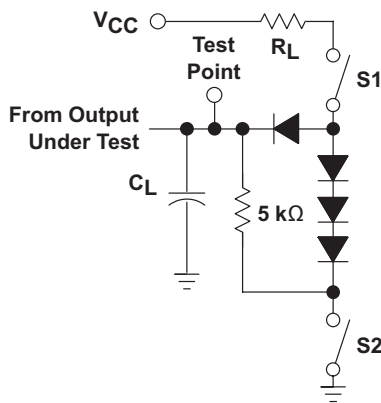 VCC
RL
Test
Point
S1
From Output
Under Test
CL
5 kΩ
S2